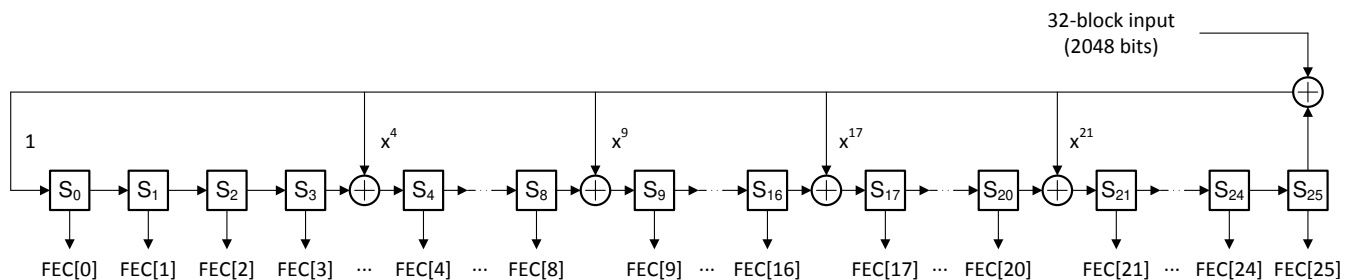 32-block input
(2048 bits)
1 x⁴ x⁹ x¹⁷ x²¹
S₀ S₁ S₂ S₃ S₄ ··· S₈ S₉ ··· S₁₆ S₁₇ ··· S₂₀ S₂₁ ··· S₂₄ S₂₅
FEC[0] FEC[1] FEC[2] FEC[3] ··· FEC[4] ··· FEC[8] FEC[9] ··· FEC[16] FEC[17] ··· FEC[20] FEC[21] ··· FEC[24] FEC[25]